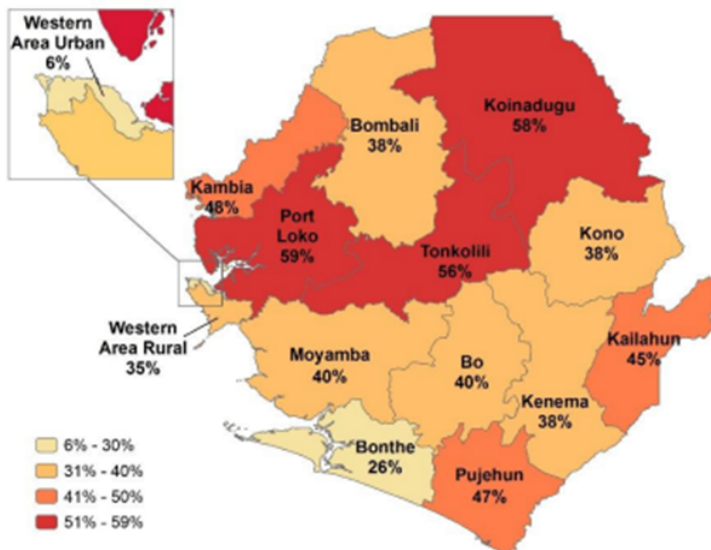 Western
Area Urban
6%
Koinadugu
58%
Bombali
38%
Kambia
48%
Port
Loko
59%
Tonkolili
56%
Kono
38%
Western
Area Rural
35%
Moyamba
40%
Bo
40%
Kailahun
45%
Kenema
38%
Bonthe
26%
Pujehun
47%
6% - 30%
31% - 40%
41% - 50%
51% - 59%